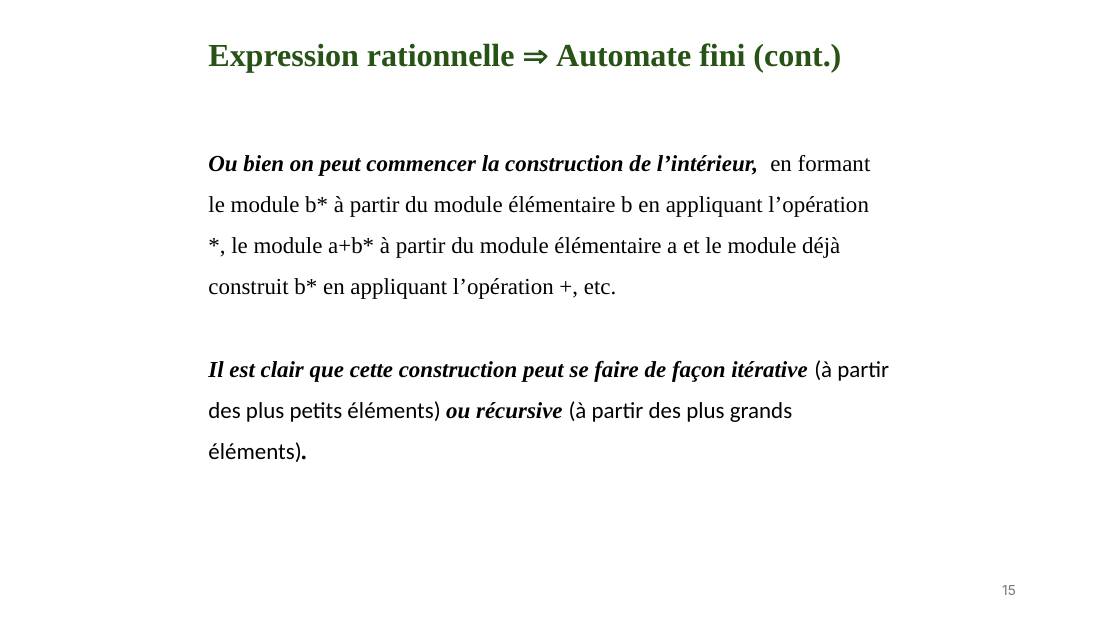 Expression rationnelle ⇒ Automate fini (cont.)
Ou bien on peut commencer la construction de l’intérieur, en formant
le module b* à partir du module élémentaire b en appliquant l’opération
*, le module a+b* à partir du module élémentaire a et le module déjà
construit b* en appliquant l’opération +, etc.
Il est clair que cette construction peut se faire de façon itérative (à partir
des plus petits éléments) ou récursive (à partir des plus grands
éléments).
15